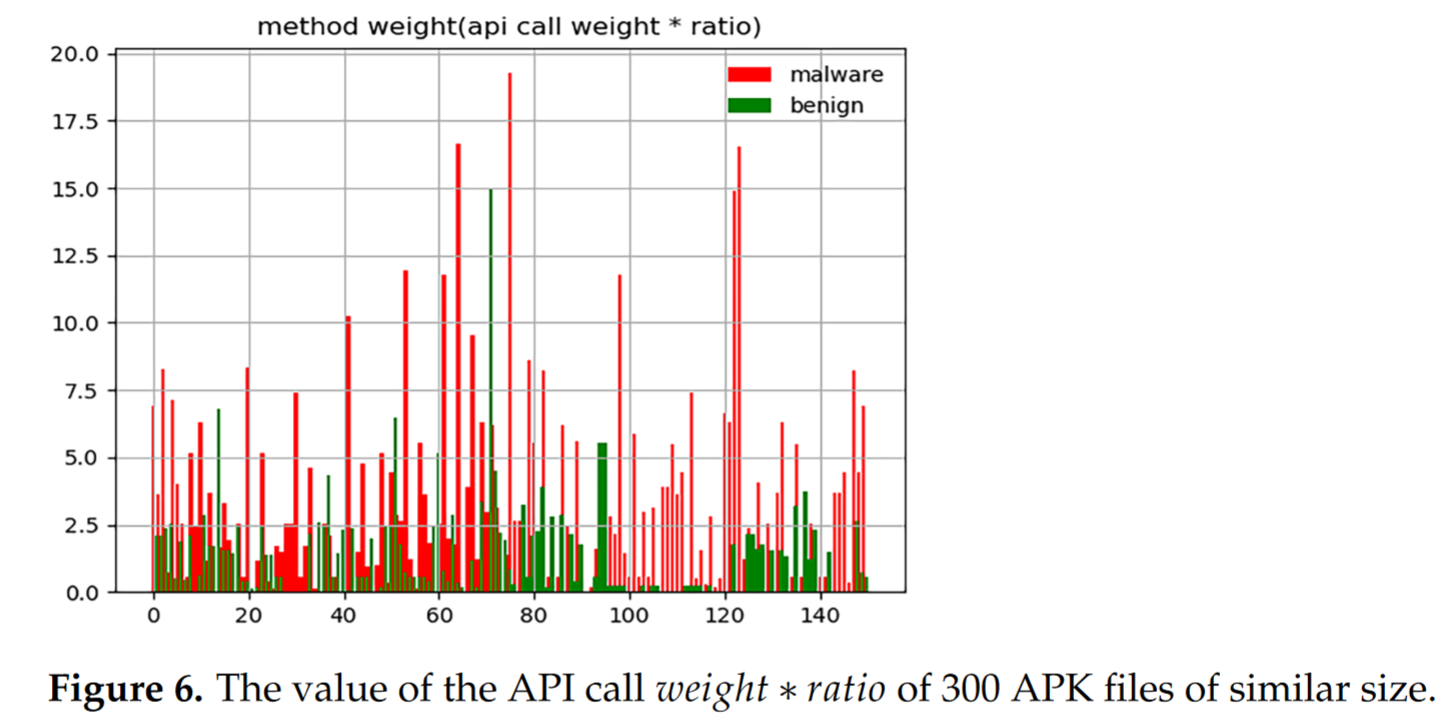 method weight(api call weight * ratio)
20.0
17.5
15.0
12.5
10.0
7.5
5.0
2.5
0.0
malware
benign
0 20 40 60 80 100 120 140
Figure 6. The value of the API call weight * ratio of 300 APK files of similar size.